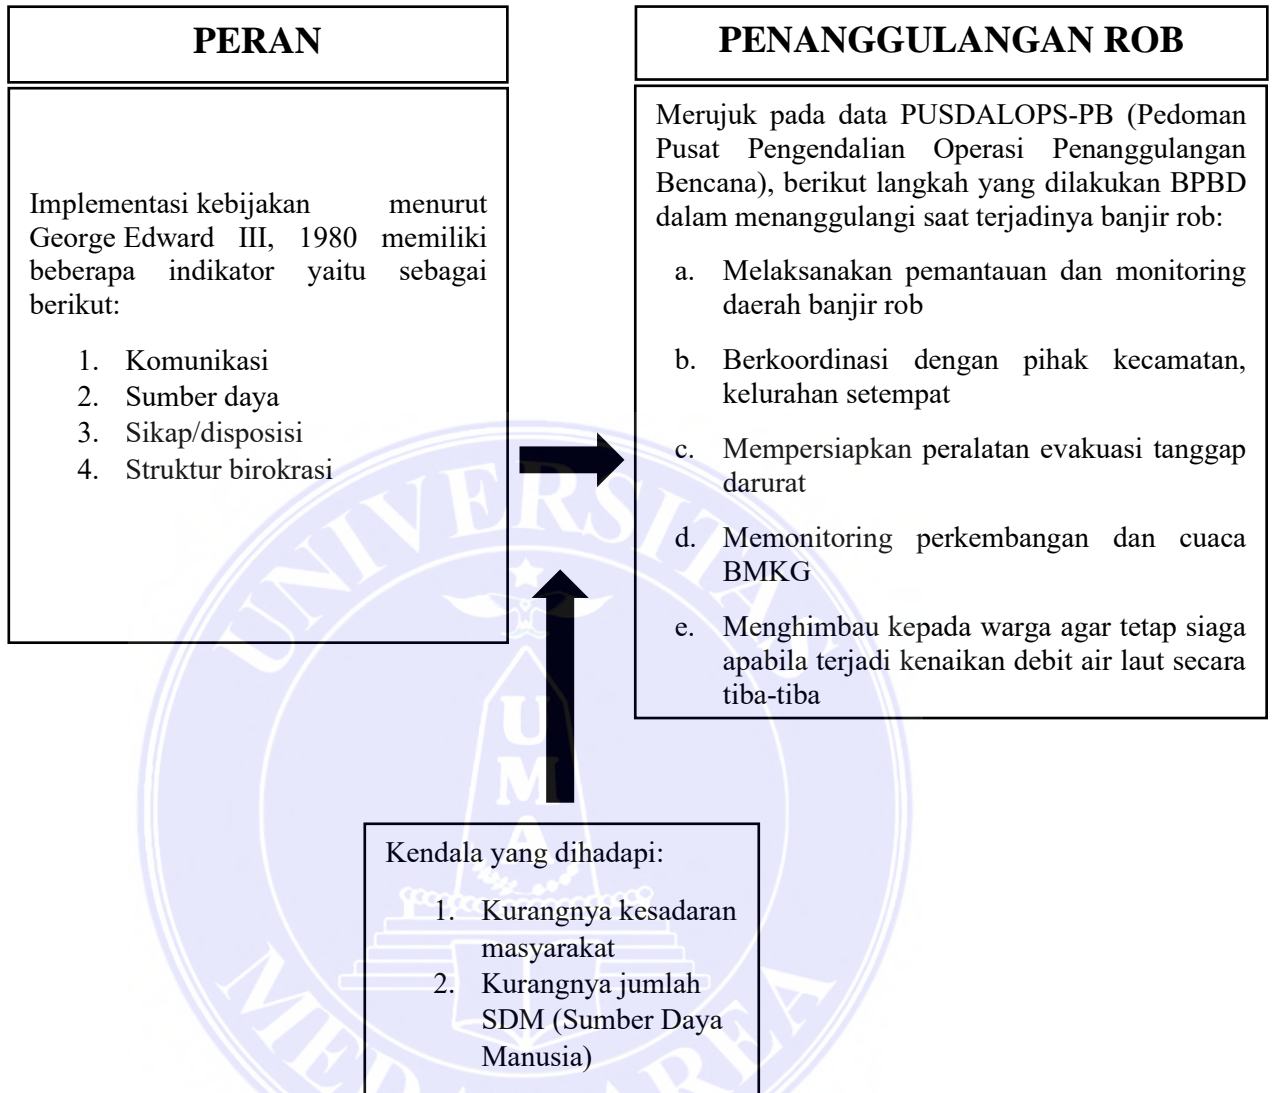 PERAN
Implementasi kebijakan menurut
George Edward III, 1980 memiliki
beberapa indikator yaitu sebagai
berikut:
1. Komunikasi
2. Sumber daya
3. Sikap/disposisi
4. Struktur birokrasi
PENANGGULANGAN ROB
Merujuk pada data PUSDALOPS-PB (Pedoman
Pusat Pengendalian Operasi Penanggulangan
Bencana), berikut langkah yang dilakukan BPBD
dalam menanggulangi saat terjadinya banjir rob:
a. Melaksanakan pemantauan dan monitoring
daerah banjir rob
b. Berkoordinasi dengan pihak kecamatan,
kelurahan setempat
c. Mempersiapkan peralatan evakuasi tanggap
darurat
d. Memonitoring perkembangan dan cuaca
BMKG
e. Menghimbau kepada warga agar tetap siaga
apabila terjadi kenaikan debit air laut secara
tiba-tiba
Kendala yang dihadapi:
1. Kurangnya kesadaran
masyarakat
2. Kurangnya jumlah
SDM (Sumber Daya
Manusia)
UNIVERSITAS
UMA
MEDAN AREA